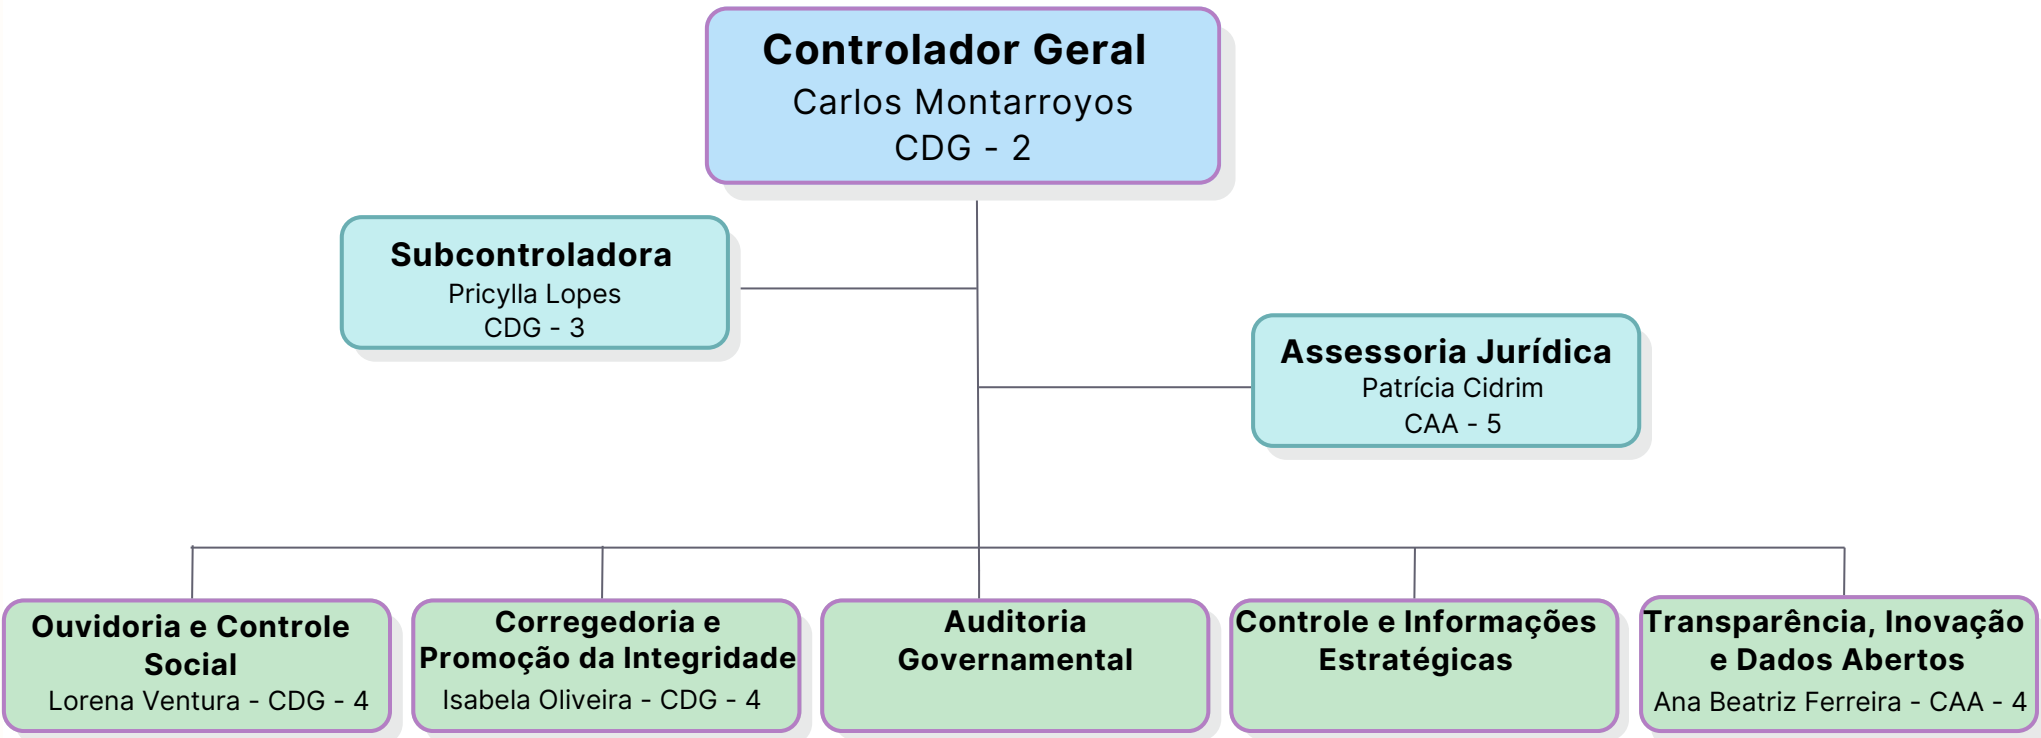 Controlador Geral
Carlos Montarroyos
CDG - 2
Subcontroladora
Pricylla Lopes
CDG - 3
Assessoria Jurídica
Patrícia Cidrim
CAA - 5
Ouvidoria e Controle
Social
Lorena Ventura - CDG - 4
Corregedoria e
Promoção da Integridade
Isabela Oliveira - CDG - 4
Auditoria
Governamental
Controle e Informações
Estratégicas
Transparência, Inovação
e Dados Abertos
Ana Beatriz Ferreira - CAA - 4